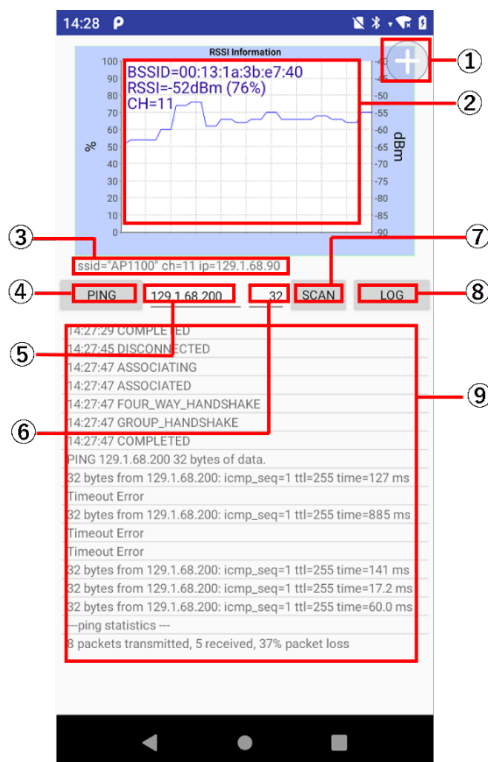 14:28
RSSI Information
①
BSSID=00:13:1a:3b:e7:40
RSSI=-52dBm (76%)
CH=11
②
100
90
80
70
60
50
40
30
20
10
0
%
-40
-45
-50
-55
-60
-65
-70
-75
-80
-85
-90
dBm
③
ssid="AP1100" ch=11 ip=129.1.68.90
⑦
④
PING 129.1.68.200 32 SCAN LOG
⑧
⑤
⑥
⑨
14:27:29 COMPLETED
14:27:45 DISCONNECTED
14:27:47 ASSOCIATING
14:27:47 ASSOCIATED
14:27:47 FOUR_WAY_HANDSHAKE
14:27:47 GROUP_HANDSHAKE
14:27:47 COMPLETED
PING 129.1.68.200 32 bytes of data.
32 bytes from 129.1.68.200: icmp_seq=1 ttl=255 time=127 ms
Timeout Error
32 bytes from 129.1.68.200: icmp_seq=1 ttl=255 time=885 ms
Timeout Error
Timeout Error
32 bytes from 129.1.68.200: icmp_seq=1 ttl=255 time=141 ms
32 bytes from 129.1.68.200: icmp_seq=1 ttl=255 time=17.2 ms
32 bytes from 129.1.68.200: icmp_seq=1 ttl=255 time=60.0 ms
---ping statistics ---
8 packets transmitted, 5 received, 37% packet loss